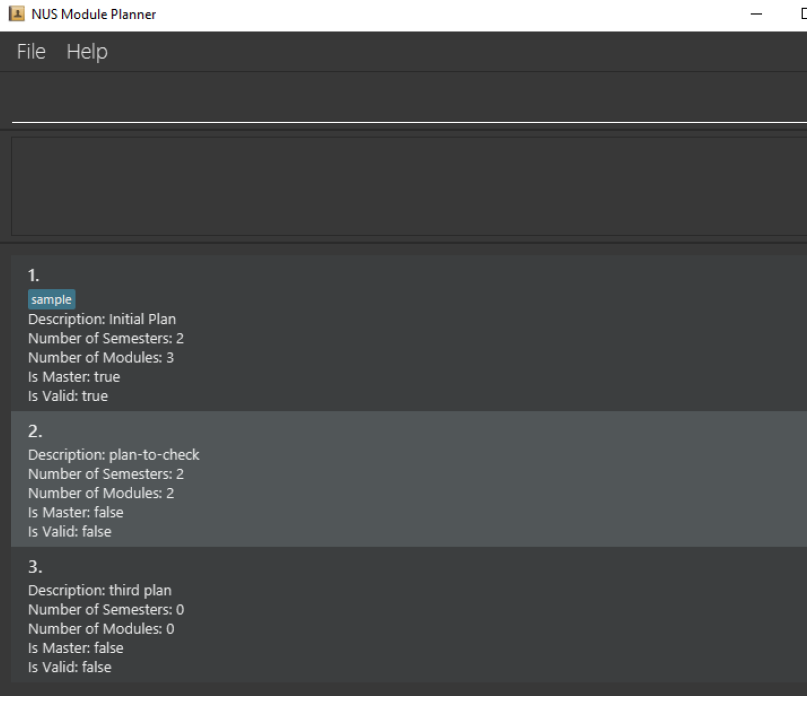 NUS Module Planner
File Help
1.
sample
Description: Initial Plan
Number of Semesters: 2
Number of Modules: 3
Is Master: true
Is Valid: true
2.
Description: plan-to-check
Number of Semesters: 2
Number of Modules: 2
Is Master: false
Is Valid: false
3.
Description: third plan
Number of Semesters: 0
Number of Modules: 0
Is Master: false
Is Valid: false